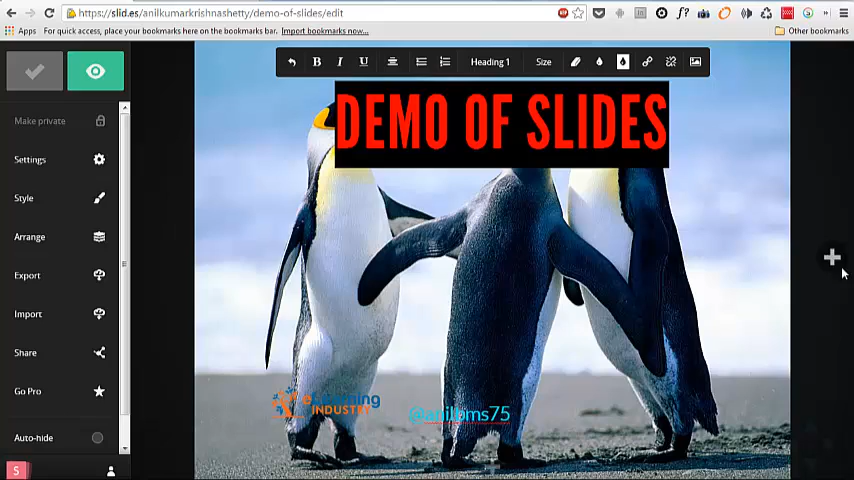 https://slid.es/anilkumarkrishnashetty/demo-of-slides/edit
Apps
For quick access, place your bookmarks here on the bookmarks bar. Import bookmarks now...
Other bookmarks
B I U
Heading 1
Size
DEMO OF SLIDES
Make private
Settings
Style
Arrange
Export
Import
Share
Go Pro
Auto-hide
S
eLearning
INDUSTRY
@anilbms75